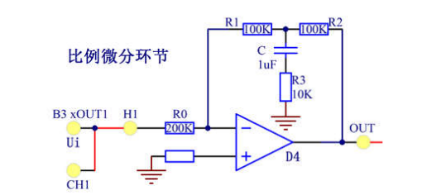 R1 100K 100K R2
比例微分环节
C
1uF
R3
10K
B3 xOUT1 H1 R0
200K
Ui
CH1
−
+
D4
OUT